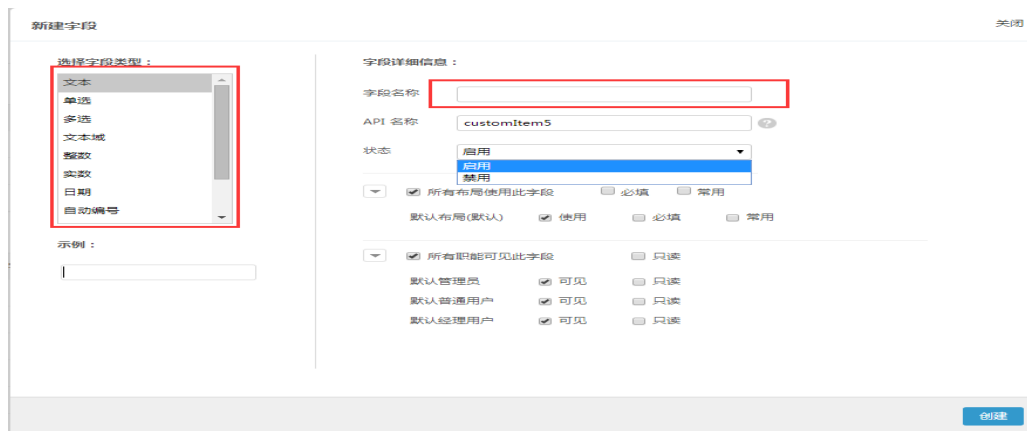 新建字段
关闭
选择字段类型：
文本
单选
多选
文本域
整数
实数
日期
自动编号
示例：
字段详细信息：
字段名称
API 名称 customItem5 ?
状态 启用
启用
禁用
所有布局使用此字段 必填 常用
默认布局(默认) 使用 必填 常用
所有职能可见此字段 只读
默认管理员 可见 只读
默认普通用户 可见 只读
默认经理用户 可见 只读
创建